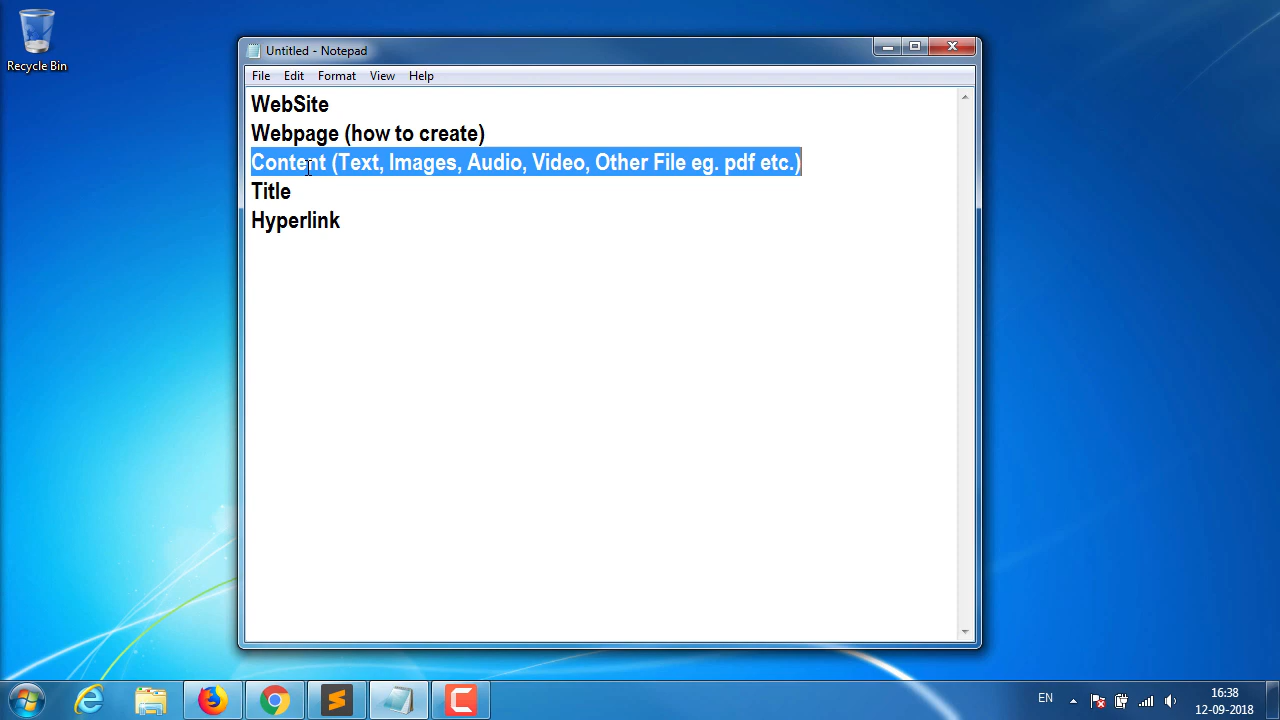 Recycle Bin
Untitled - Notepad
File Edit Format View Help
WebSite
Webpage (how to create)
Content (Text, Images, Audio, Video, Other File eg. pdf etc.)
Title
Hyperlink
EN
16:38
12-09-2018